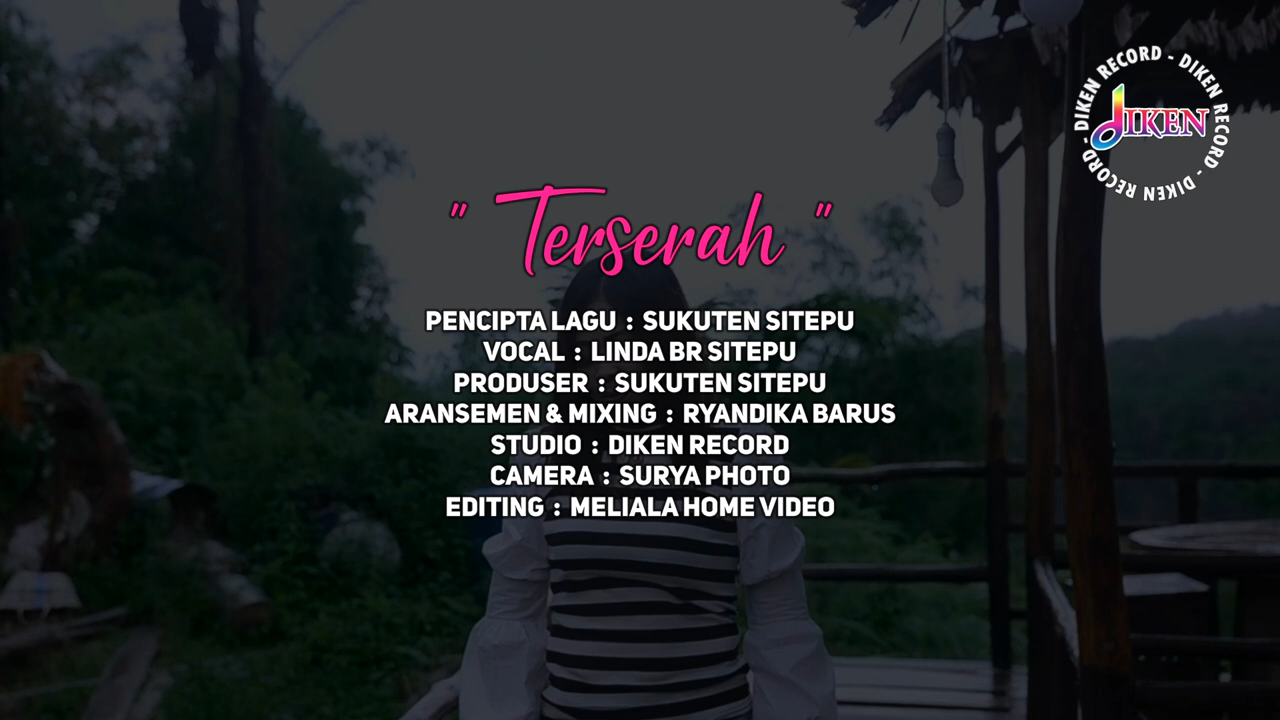 " Terserah "
PENCIPTA LAGU : SUKUTEN SITEPU
VOCAL : LINDA BR SITEPU
PRODUSER : SUKUTEN SITEPU
ARANSEMEN & MIXING : RYANDIKA BARUS
STUDIO : DIKEN RECORD
CAMERA : SURYA PHOTO
EDITING : MELIALA HOME VIDEO
DIKEN RECORD - DIKEN RECORD - DIKEN RECORD -
DIKEN